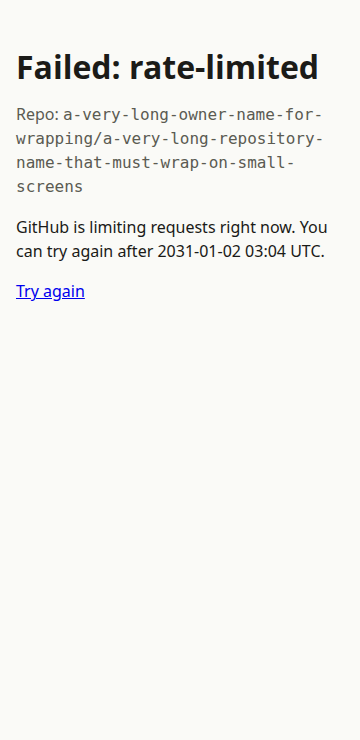 Failed: rate-limited
Repo: a-very-long-owner-name-for-
wrapping/a-very-long-repository-
name-that-must-wrap-on-small-
screens
GitHub is limiting requests right now. You
can try again after 2031-01-02 03:04 UTC.
Try again